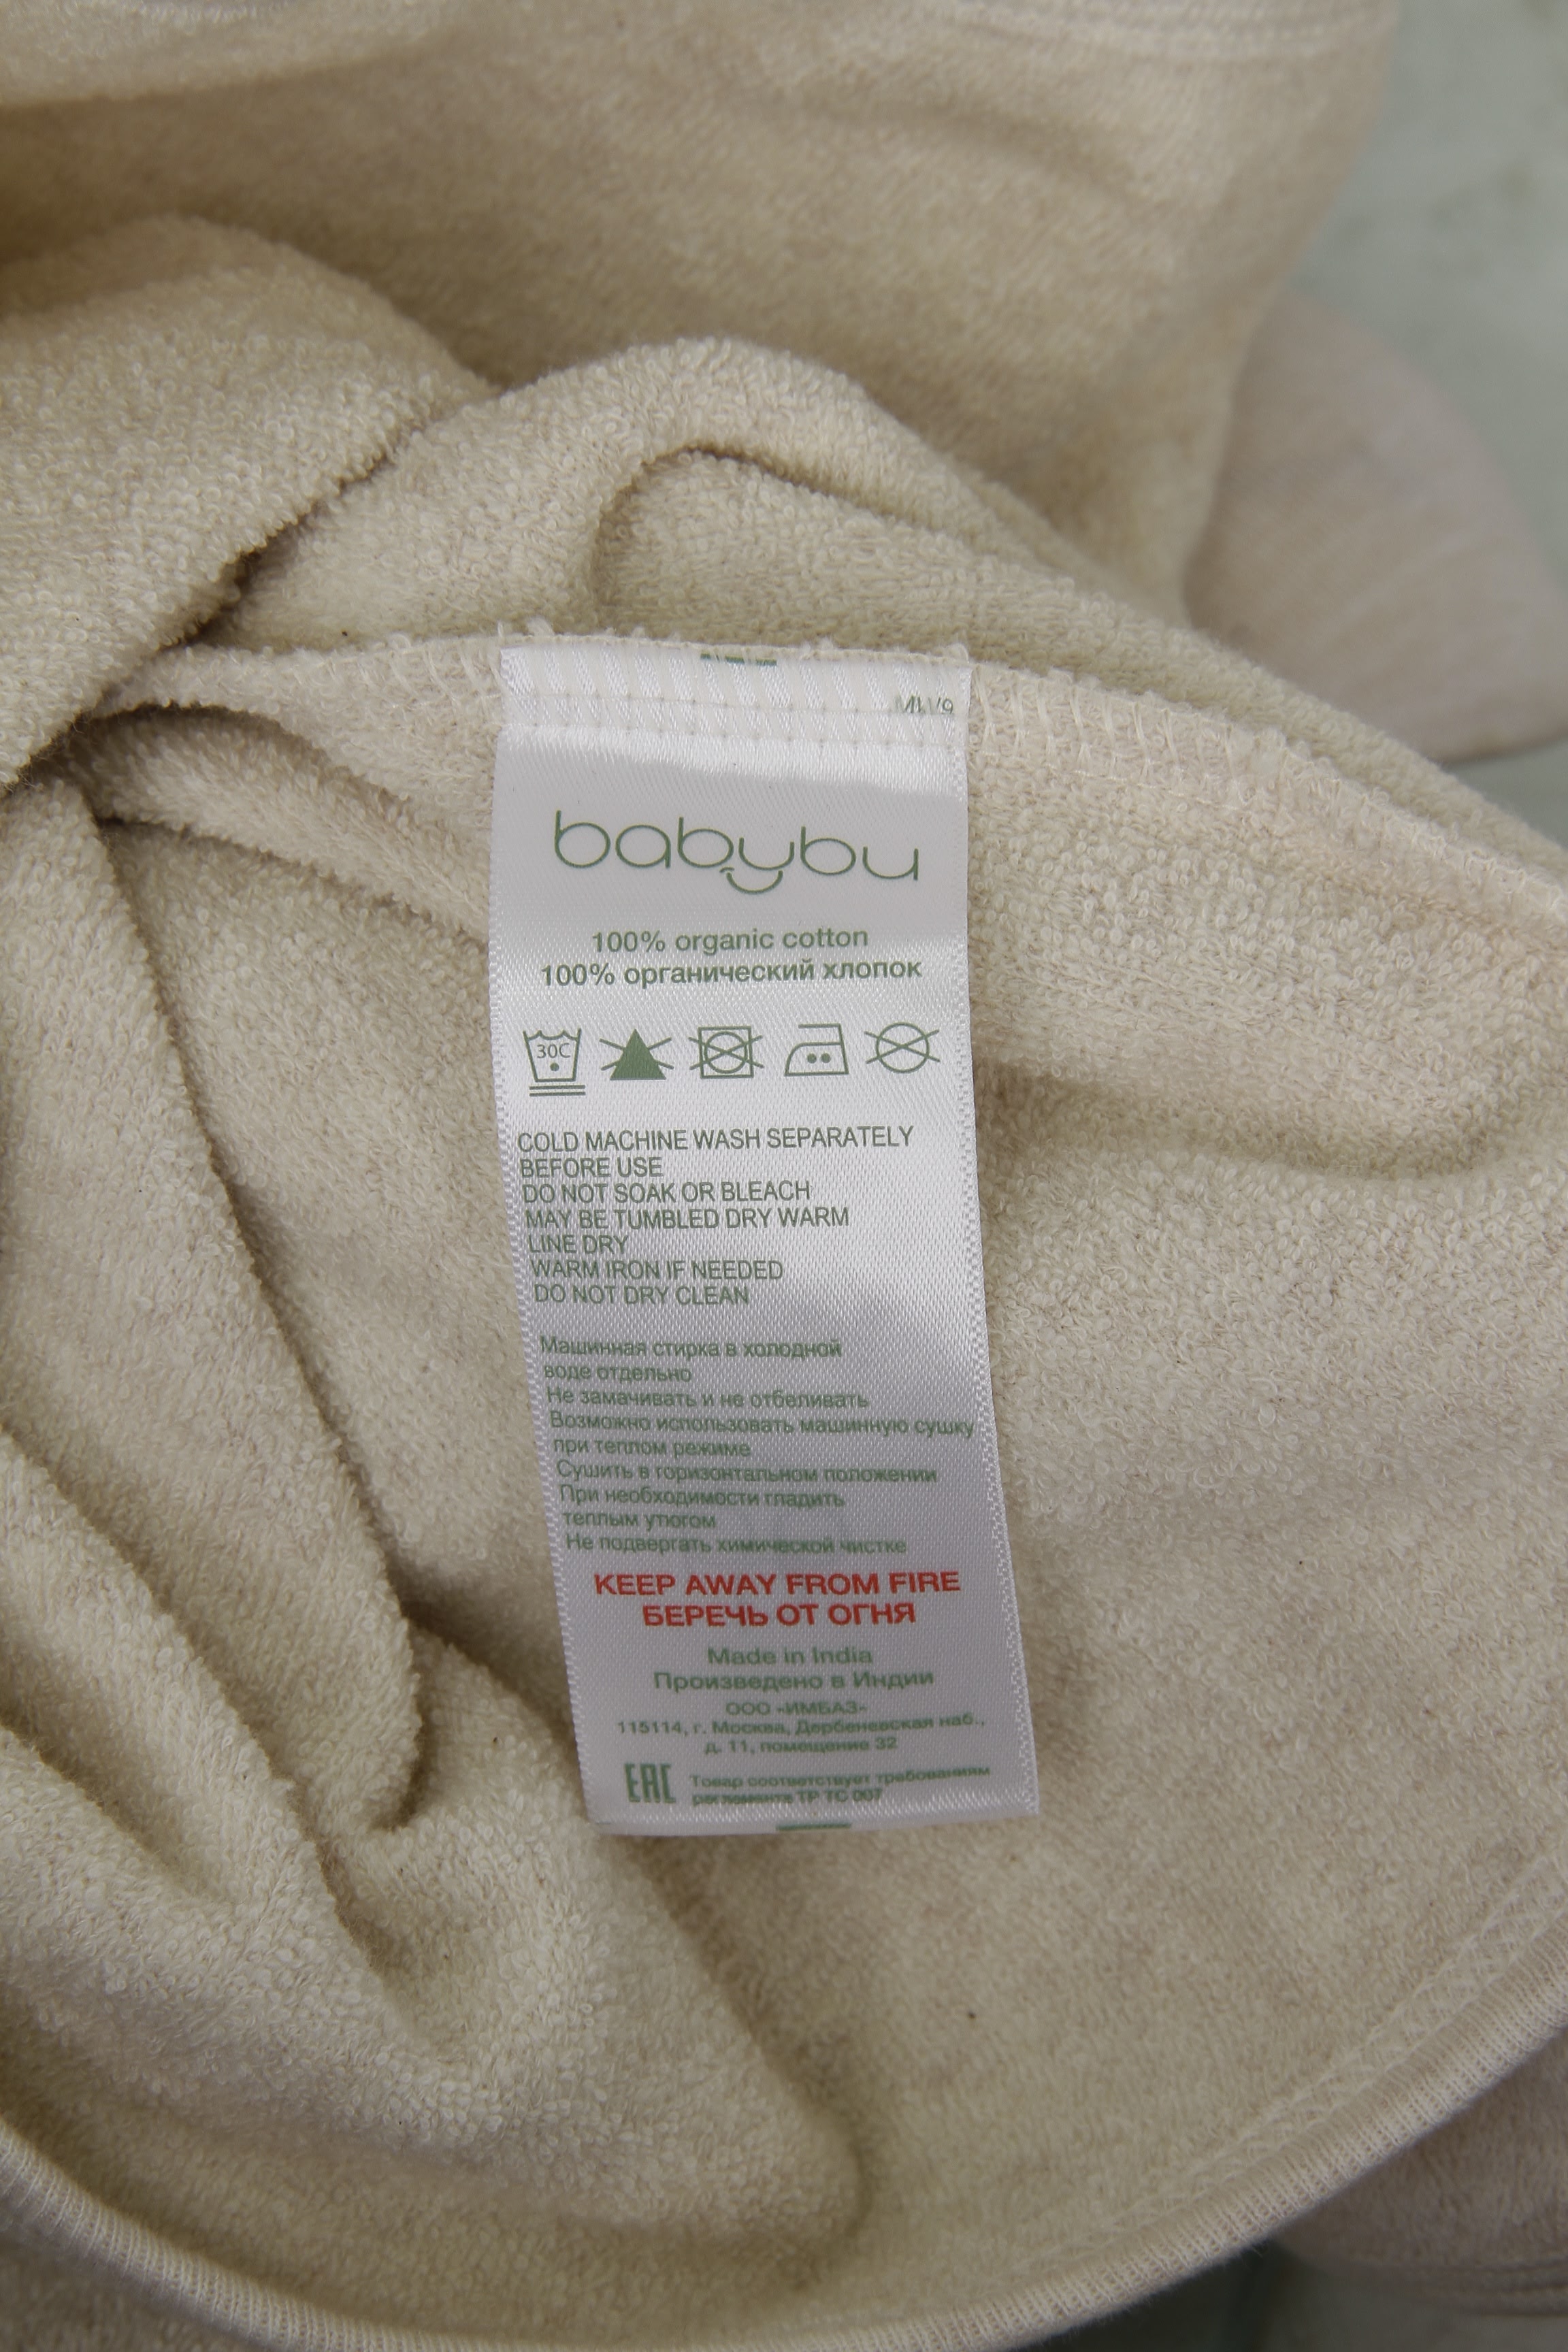 babybu
100% organic cotton
100% органический хлопок
30C
COLD MACHINE WASH SEPARATELY
BEFORE USE
DO NOT SOAK OR BLEACH
MAY BE TUMBLED DRY WARM
LINE DRY
WARM IRON IF NEEDED
DO NOT DRY CLEAN
Машинная стирка в холодной
воде отдельно
Не замачивать и не отбеливать
Возможно использовать машинную сушку
при теплом режиме
Сушить в горизонтальном положении
При необходимости гладить
теплым утюгом
Не подвергать химической чистке
KEEP AWAY FROM FIRE
БЕРЕЧЬ ОТ ОГНЯ
Made in India
Произведено в Индии
ООО «ИМБАЗ»
115114, г. Москва, Дербеневская наб.,
д. 11, помещение 32
EAC Товар соответствует требованиям
регламента ТР ТС 007